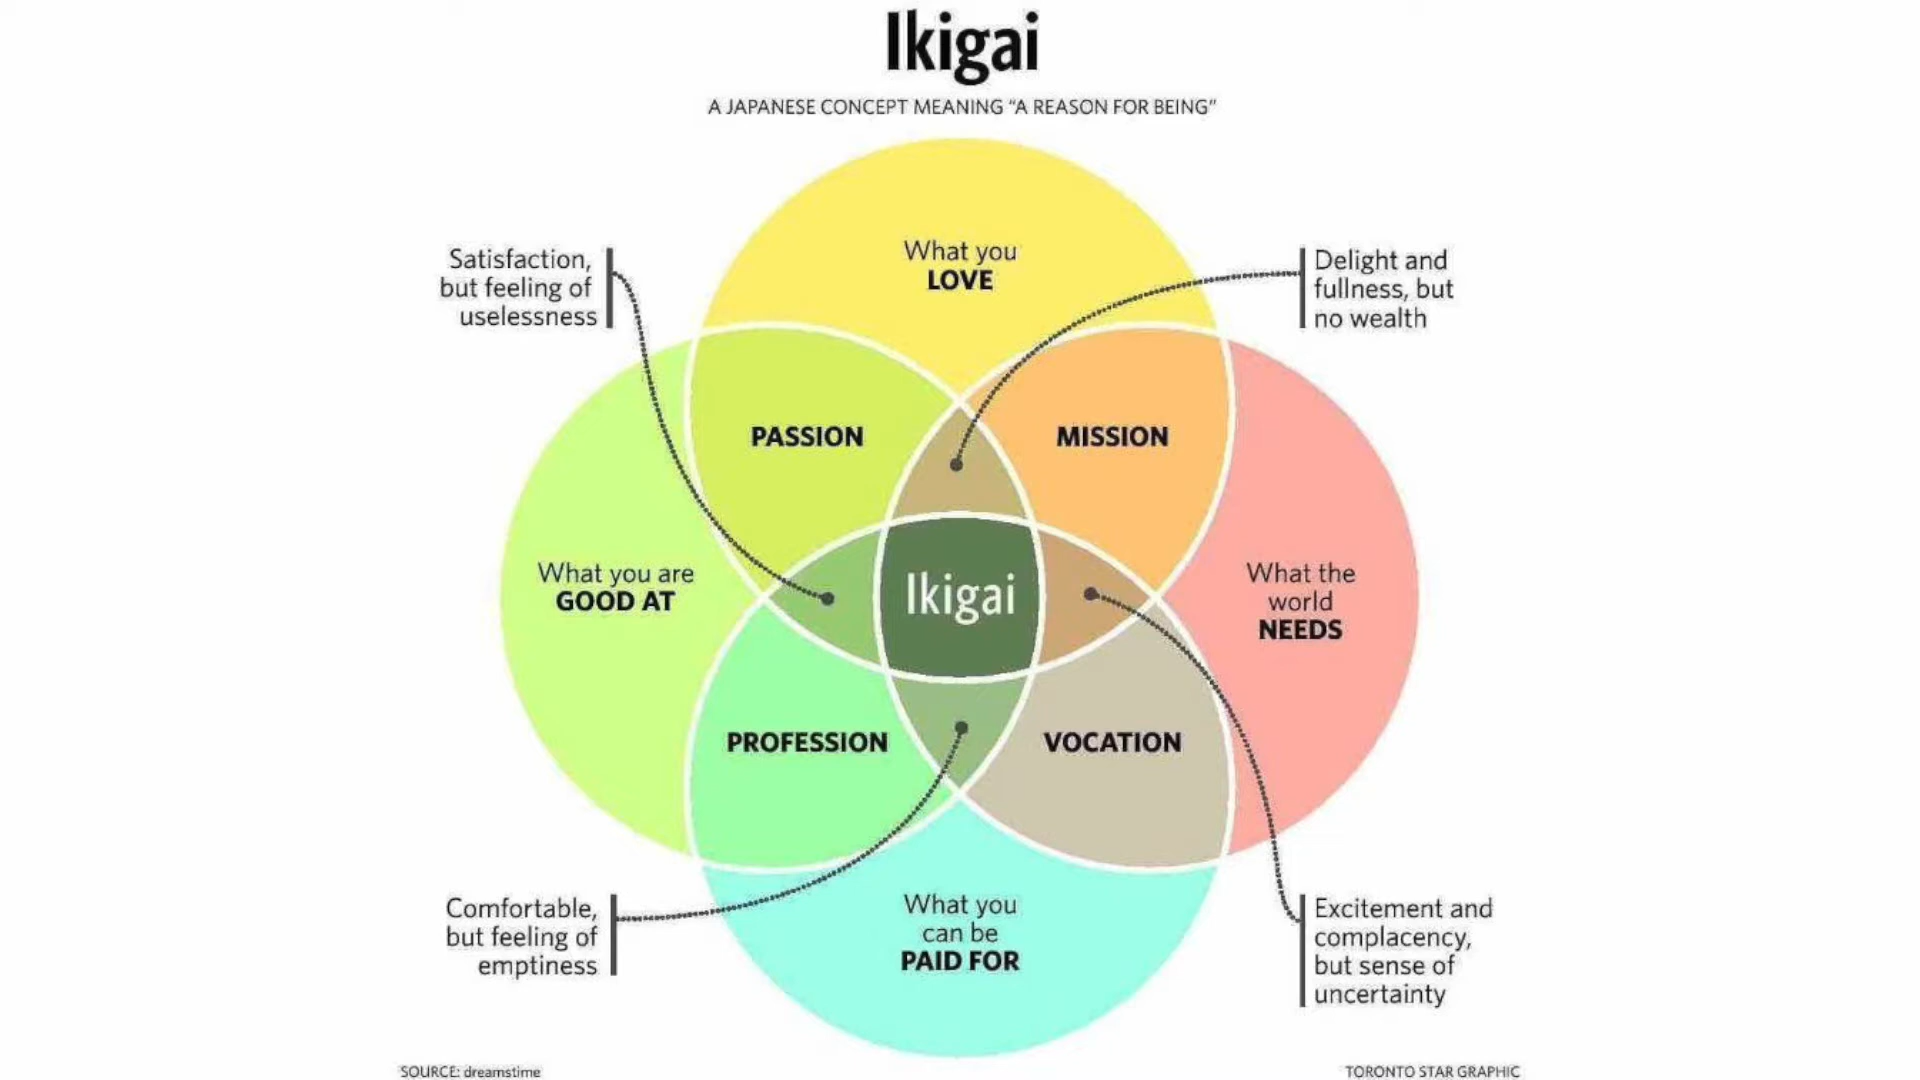 Ikigai
A JAPANESE CONCEPT MEANING “A REASON FOR BEING”
Satisfaction,
but feeling of
uselessness
What you
LOVE
Delight and
fullness, but
no wealth
PASSION
MISSION
What you are
GOOD AT
Ikigai
What the
world
NEEDS
PROFESSION
VOCATION
Comfortable,
but feeling of
emptiness
What you
can be
PAID FOR
Excitement and
complacency,
but sense of
uncertainty
SOURCE: dreamstime
TORONTO STAR GRAPHIC